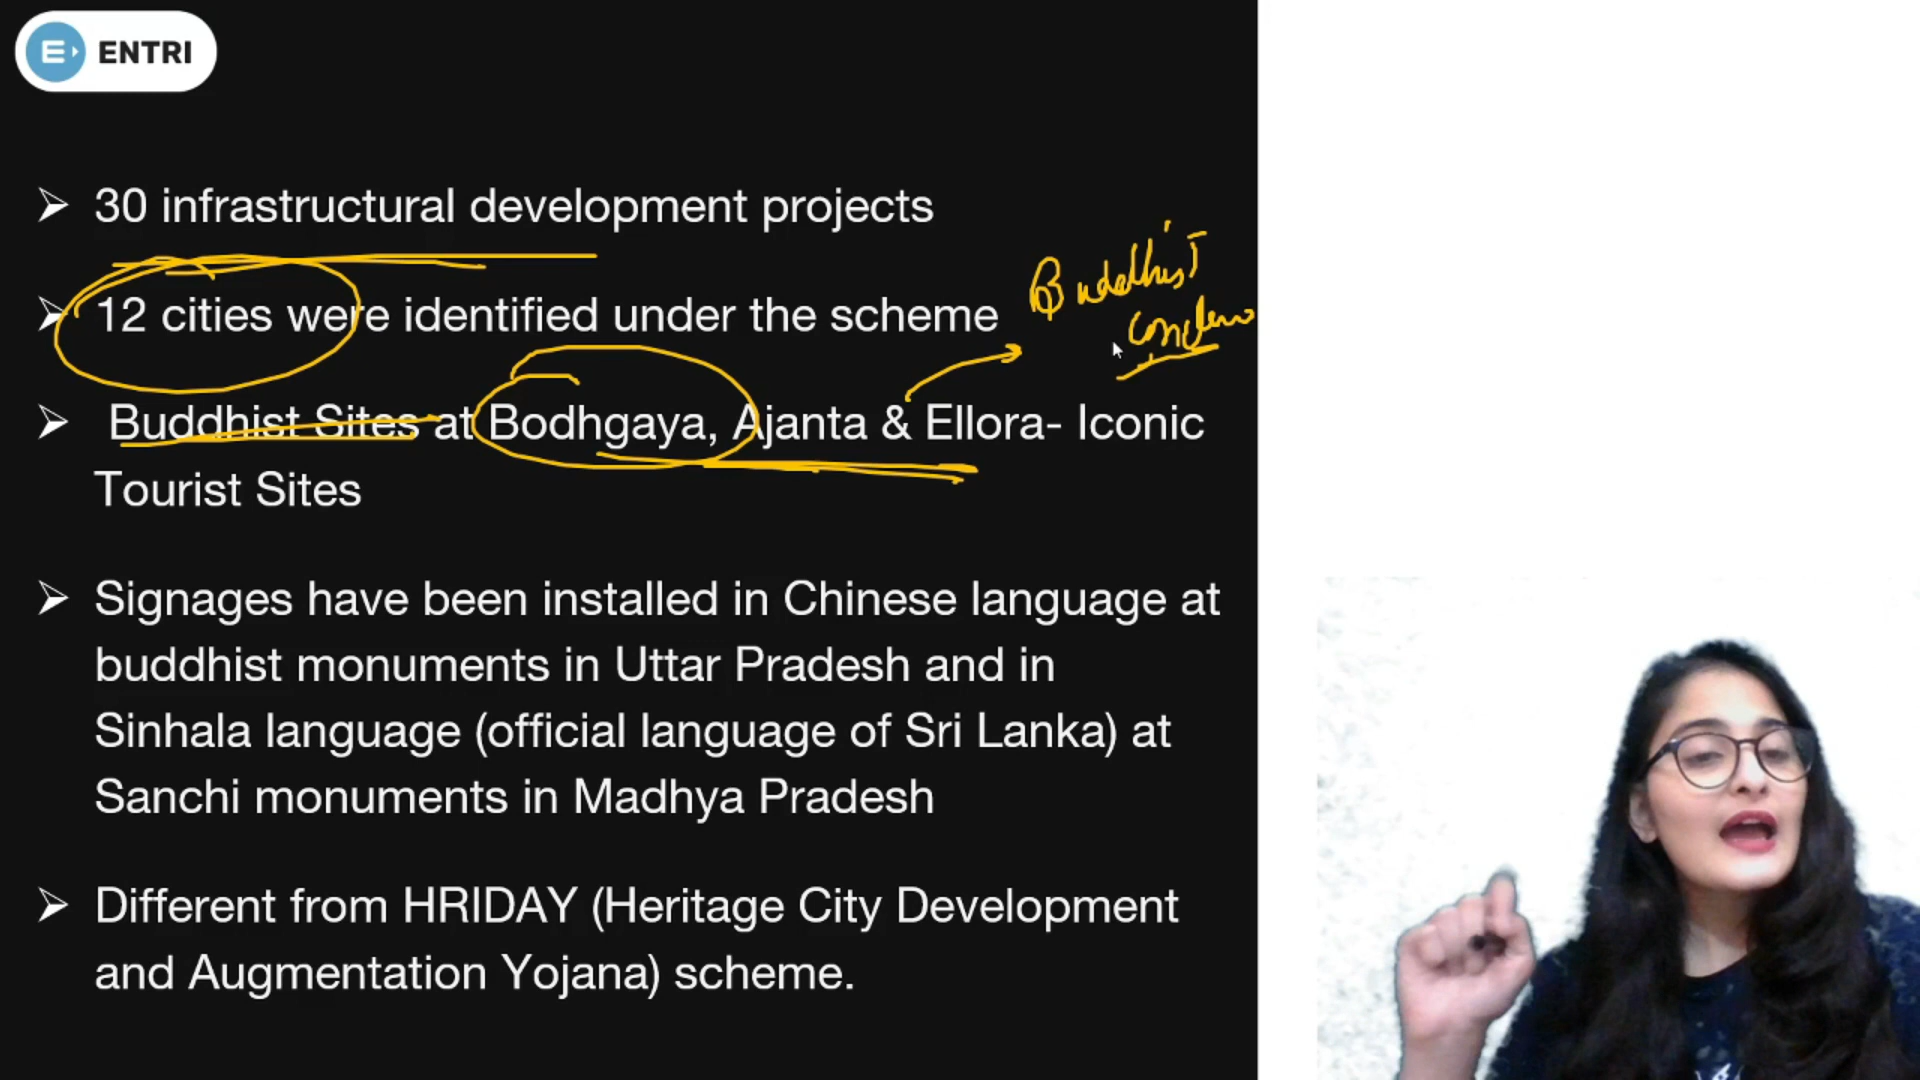 ENTRI
30 infrastructural development projects
12 cities were identified under the scheme
Buddhist
Buddhist Sites at Bodhgaya, Ajanta & Ellora- Iconic
Tourist Sites
Signages have been installed in Chinese language at
buddhist monuments in Uttar Pradesh and in
Sinhala language (official language of Sri Lanka) at
Sanchi monuments in Madhya Pradesh
Different from HRIDAY (Heritage City Development
and Augmentation Yojana) scheme.